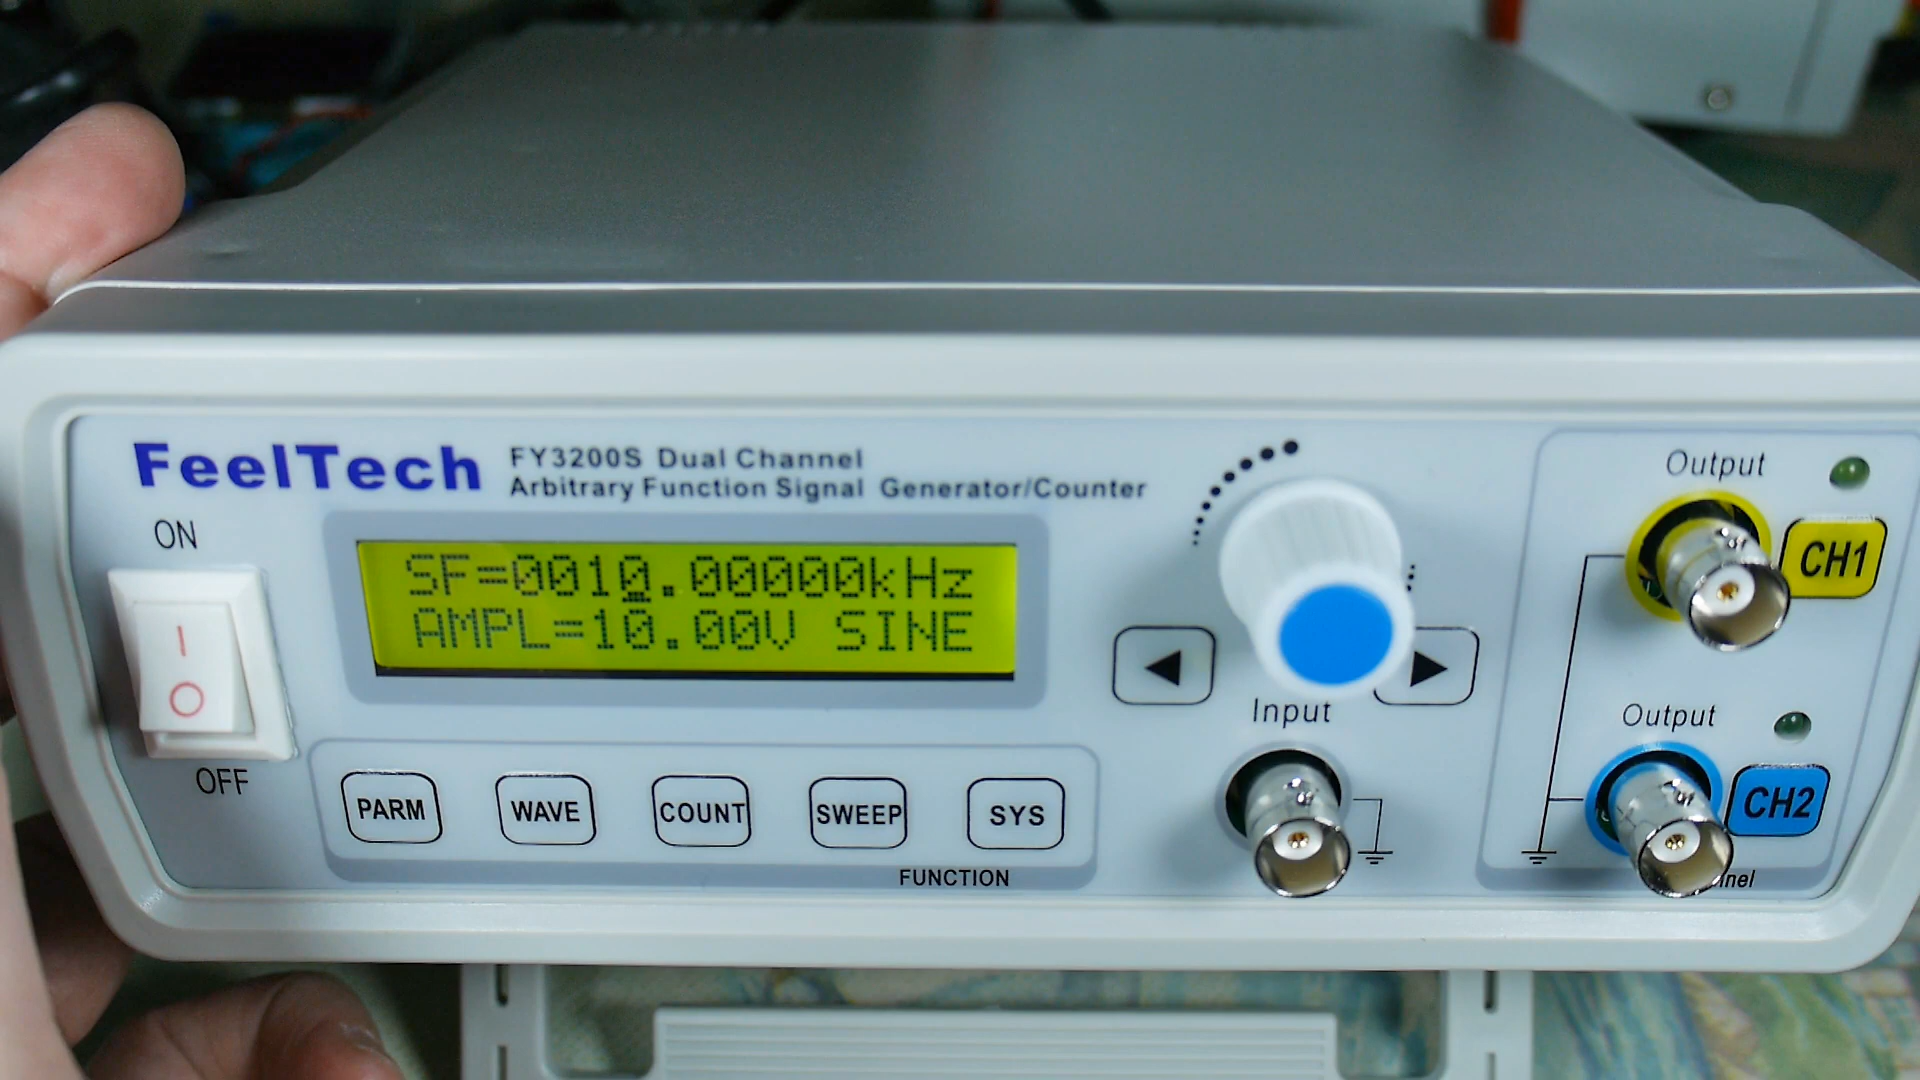 FeelTech
FY3200S Dual Channel
Arbitrary Function Signal Generator/Counter
ON
OFF
SF=0010.00000kHz
AMPL=10.00V SINE
PARM
WAVE
COUNT
SWEEP
SYS
FUNCTION
Input
Output
CH1
Output
CH2